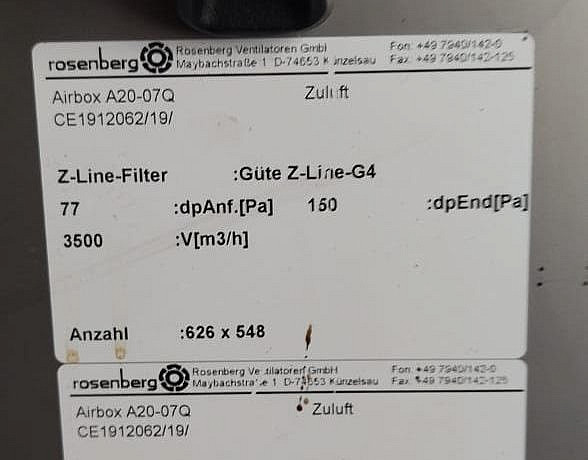 rosenberg Rosenberg Ventilatoren GmbH Fon: +49 7940/142-0
Maybachstraße 1 D-74653 Künzelsau Fax: +49 7940/142-125
Airbox A20-07Q Zuluft
CE1912062/19/
Z-Line-Filter :Güte Z-Line-G4
77 :dpAnf.[Pa] 150 :dpEnd[Pa]
3500 :V[m3/h]
Anzahl :626 x 548
rosenberg Rosenberg Ventilatoren GmbH Fon: +49 7940/142-0
Maybachstraße 1 D-74653 Künzelsau Fax: +49 7940/142-125
Airbox A20-07Q Zuluft
CE1912062/19/